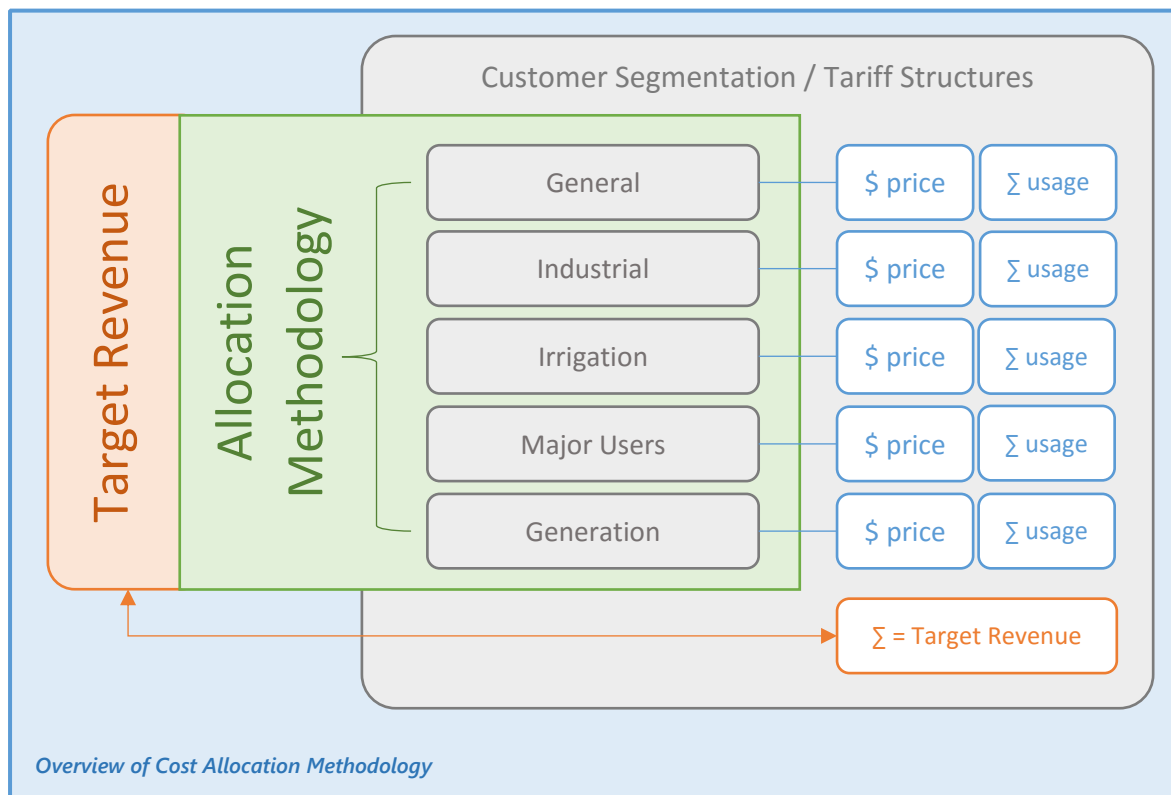 Customer Segmentation / Tariff Structures
Target Revenue
Allocation
Methodology
General
$ price
∑ usage
Industrial
$ price
∑ usage
Irrigation
$ price
∑ usage
Major Users
$ price
∑ usage
Generation
$ price
∑ usage
∑ = Target Revenue
Overview of Cost Allocation Methodology